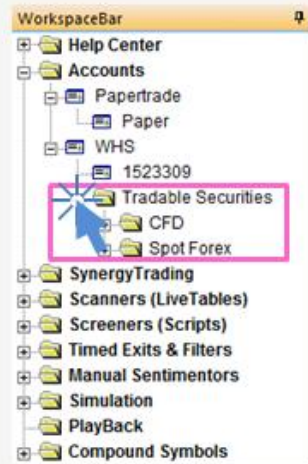 WorkspaceBar
Help Center
Accounts
Papertrade
Paper
WHS
1523309
Tradable Securities
CFD
Spot Forex
SynergyTrading
Scanners (LiveTables)
Screeners (Scripts)
Timed Exits & Filters
Manual Sentimentors
Simulation
PlayBack
Compound Symbols